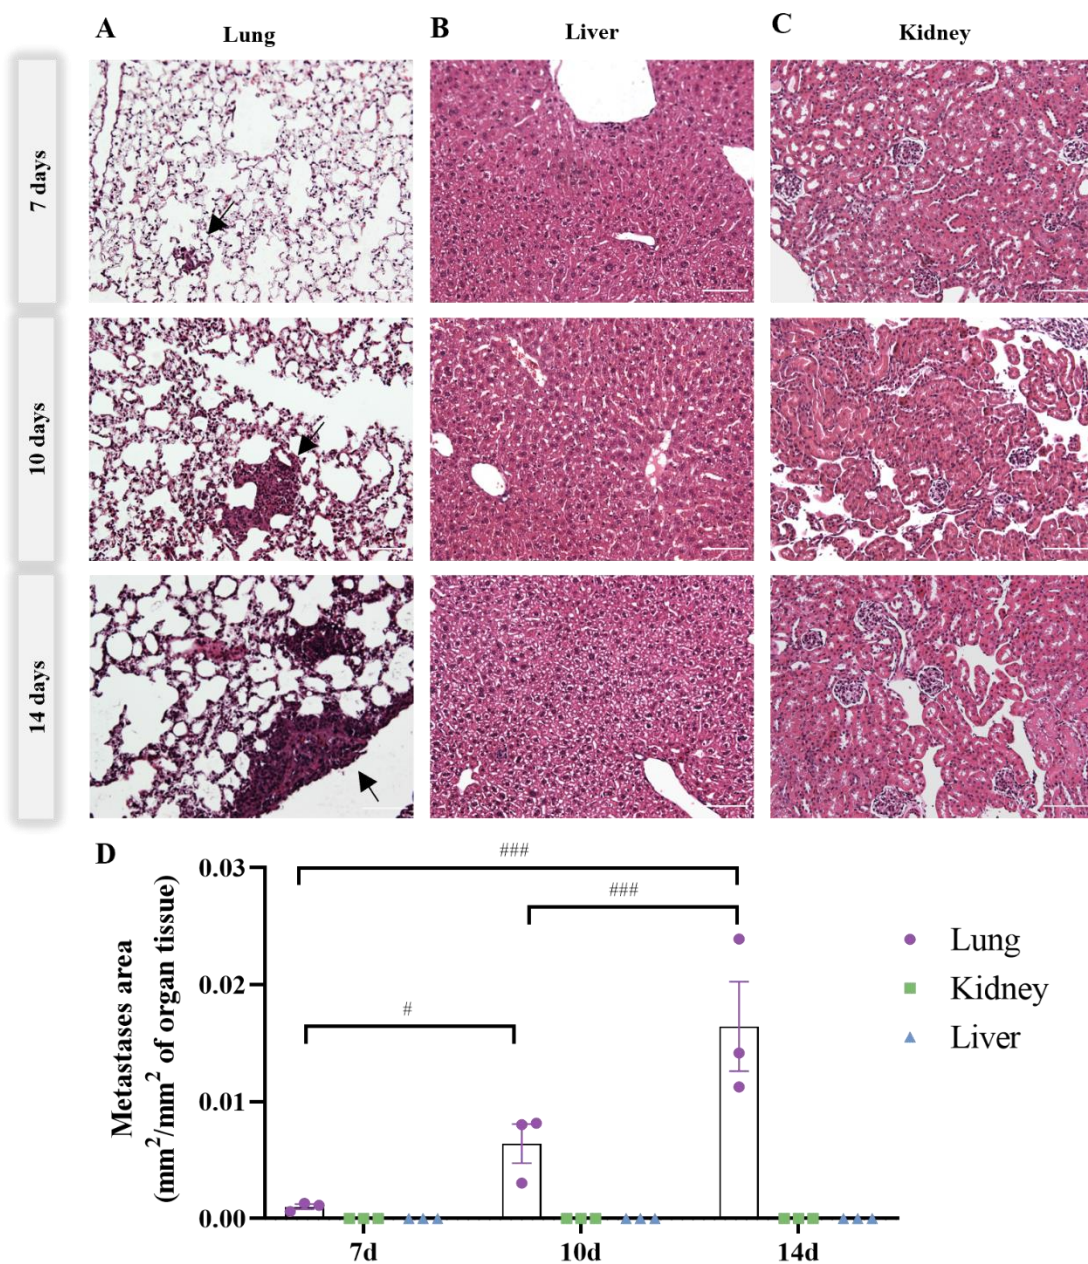 A
Lung
B
Liver
C
Kidney
7 days
10 days
14 days
D
Metastases area
(mm²/mm² of organ tissue)
0.03
0.02
0.01
0.00
###
###
#
7d
10d
14d
Lung
Kidney
Liver